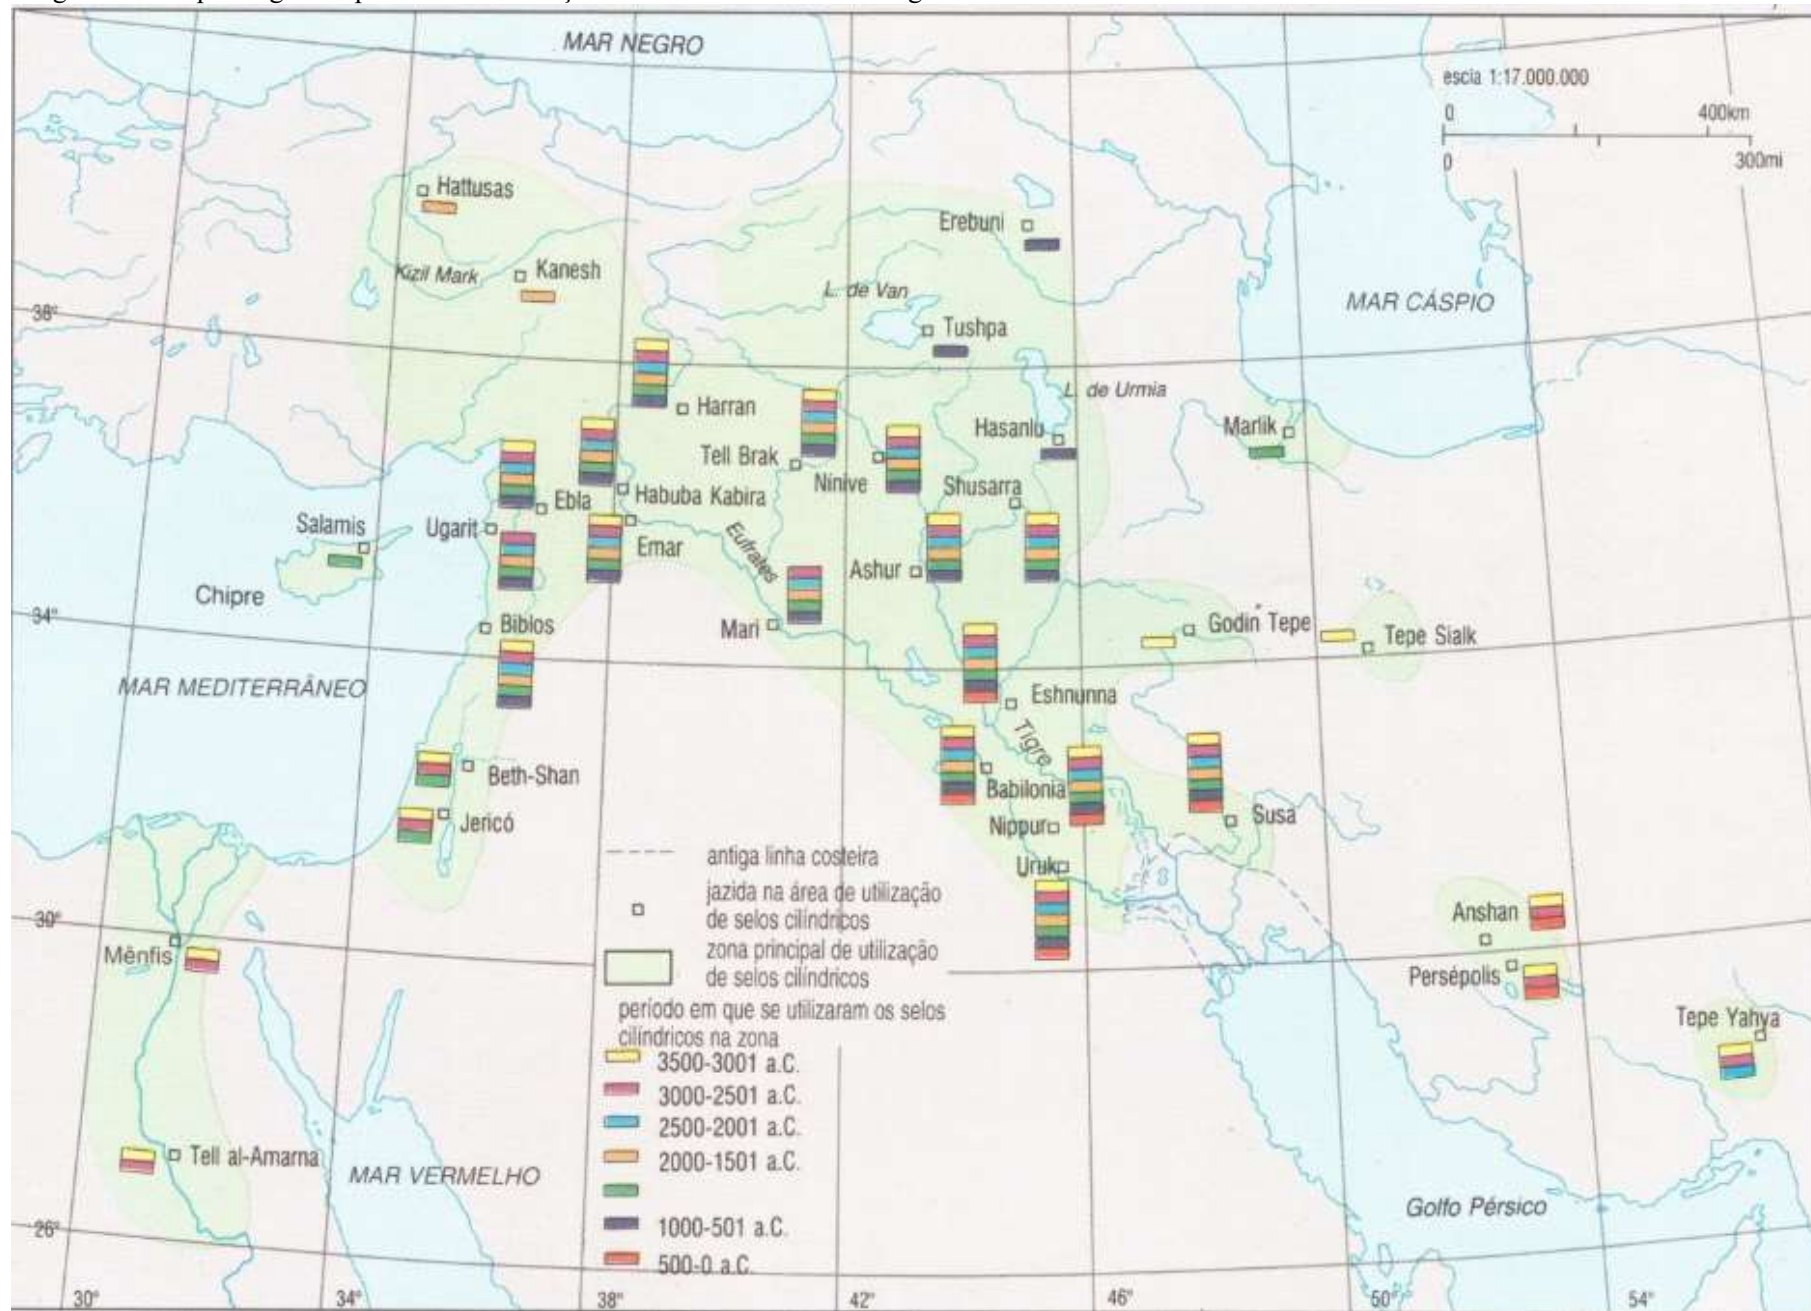 MAR NEGRO
escia 1:17.000.000
0 400km
0 300mi
Hattusas
Erebuni
Kizil Mark
Kanesh
L. de Van
MAR CÁSPIO
38°
Tushpa
L. de Urmia
Harran
Hasanlu
Marlik
Tell Brak
Ninive
Shusarra
Habuba Kabira
Ebla
Salamis
Ugarit
Emar
Eufrates
Ashur
Chipre
34°
Biblos
Mari
Godin Tepe
Tepe Sialk
MAR MEDITERRÂNEO
Eshnunna
Tigre
Beth-Shan
Babilonia
Jericó
Nippur
Susa
Uruk
antiga linha costeira
jazida na área de utilização
de selos cilíndricos
zona principal de utilização
de selos cilíndricos
período em que se utilizaram os selos
cilíndricos na zona
3500-3001 a.C.
3000-2501 a.C.
2500-2001 a.C.
2000-1501 a.C.
1000-501 a.C.
500-0 a.C.
30°
Mênfis
Anshan
Persépolis
Tepe Yahya
Tell al-Amarna
MAR VERMELHO
Golfo Pérsico
26°
30° 34° 38° 42° 46° 50° 54°